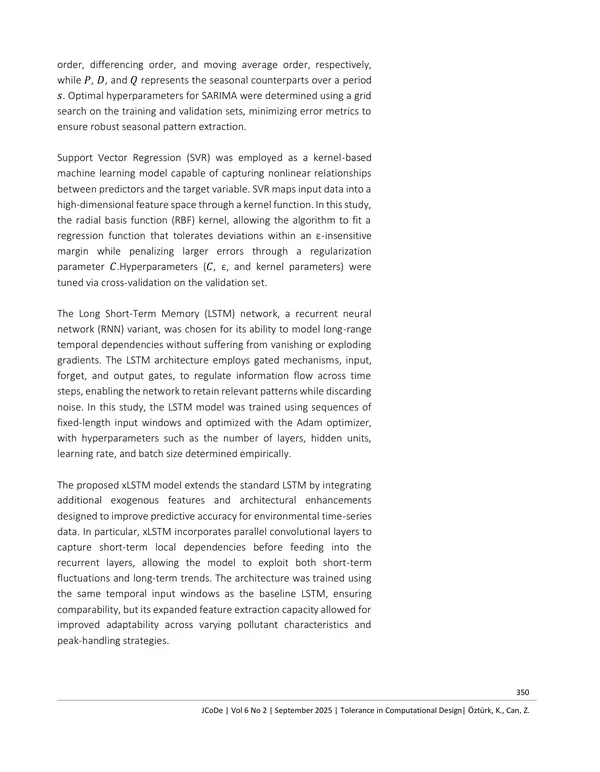 order, differencing order, and moving average order, respectively,
while P, D, and Q represents the seasonal counterparts over a period
s. Optimal hyperparameters for SARIMA were determined using a grid
search on the training and validation sets, minimizing error metrics to
ensure robust seasonal pattern extraction.
Support Vector Regression (SVR) was employed as a kernel-based
machine learning model capable of capturing nonlinear relationships
between predictors and the target variable. SVR maps input data into a
high-dimensional feature space through a kernel function. In this study,
the radial basis function (RBF) kernel, allowing the algorithm to fit a
regression function that tolerates deviations within an ε-insensitive
margin while penalizing larger errors through a regularization
parameter C.Hyperparameters (C, ε, and kernel parameters) were
tuned via cross-validation on the validation set.
The Long Short-Term Memory (LSTM) network, a recurrent neural
network (RNN) variant, was chosen for its ability to model long-range
temporal dependencies without suffering from vanishing or exploding
gradients. The LSTM architecture employs gated mechanisms, input,
forget, and output gates, to regulate information flow across time
steps, enabling the network to retain relevant patterns while discarding
noise. In this study, the LSTM model was trained using sequences of
fixed-length input windows and optimized with the Adam optimizer,
with hyperparameters such as the number of layers, hidden units,
learning rate, and batch size determined empirically.
The proposed xLSTM model extends the standard LSTM by integrating
additional exogenous features and architectural enhancements
designed to improve predictive accuracy for environmental time-series
data. In particular, xLSTM incorporates parallel convolutional layers to
capture short-term local dependencies before feeding into the
recurrent layers, allowing the model to exploit both short-term
fluctuations and long-term trends. The architecture was trained using
the same temporal input windows as the baseline LSTM, ensuring
comparability, but its expanded feature extraction capacity allowed for
improved adaptability across varying pollutant characteristics and
peak-handling strategies.
350
JCoDe | Vol 6 No 2 | September 2025 | Tolerance in Computational Design| Öztürk, K., Can, Z.